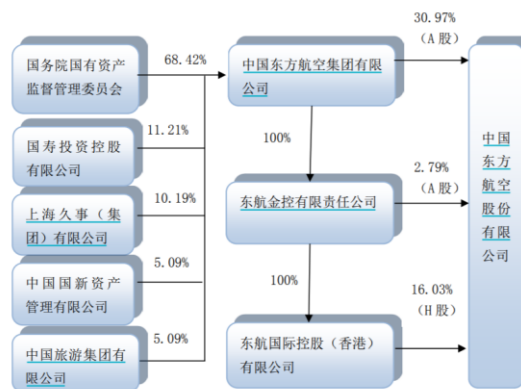 国务院国有资产
监督管理委员会
68.42%
中国东方航空集团有限
公司
30.97%
（A 股）
国寿投资控股
有限公司
11.21%
100%
上海久事（集
团）有限公司
10.19%
东航金控有限责任公司
2.79%
（A 股）
中国
东方
航空
股份
有限
公司
中国国新资产
管理有限公司
5.09%
100%
中国旅游集团有
限公司
5.09%
东航国际控股（香港）
有限公司
16.03%
（H 股）